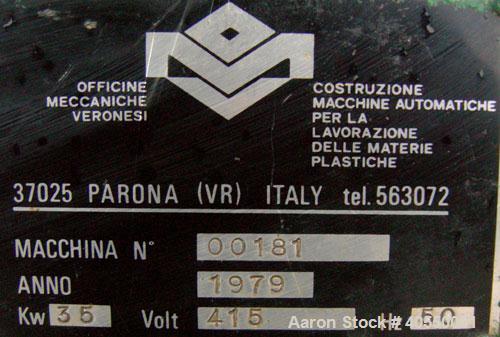 OFFICINE
MECCANICHE
VERONESI
COSTRUZIONE
MACCHINE AUTOMATICHE
PER LA
LAVORAZIONE
DELLE MATERIE
PLASTICHE
37025 PARONA (VR) ITALY tel. 563072
MACCHINA N° 00181
ANNO 1979
Kw 35 Volt 415 50
Aaron Stock #